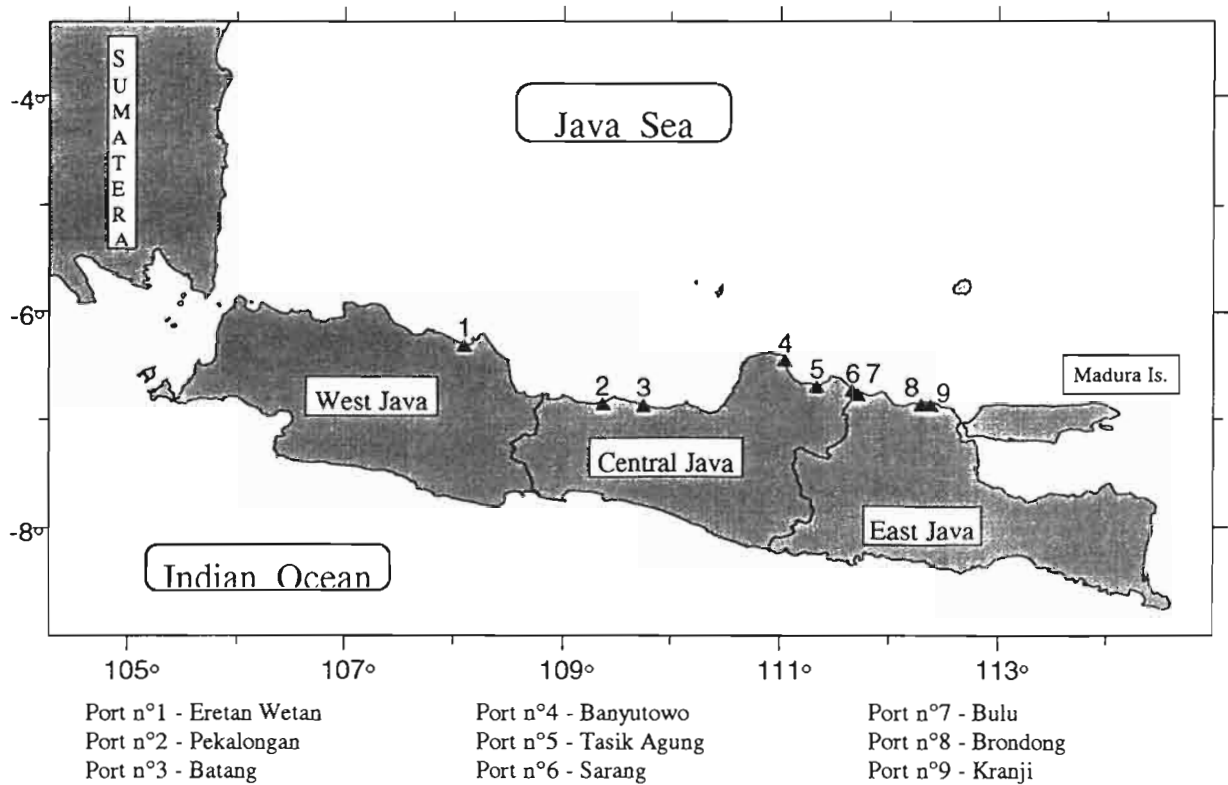 SUMATERA
Java Sea
-4°
-6°
-8°
1
2
3
4
5
6
7
8
9
West Java
Central Java
East Java
Madura Is.
Indian Ocean
105°
107°
109°
111°
113°
Port n°1 - Eretan Wetan
Port n°2 - Pekalongan
Port n°3 - Batang
Port n°4 - Banyutowo
Port n°5 - Tasik Agung
Port n°6 - Sarang
Port n°7 - Bulu
Port n°8 - Brondong
Port n°9 - Kranji